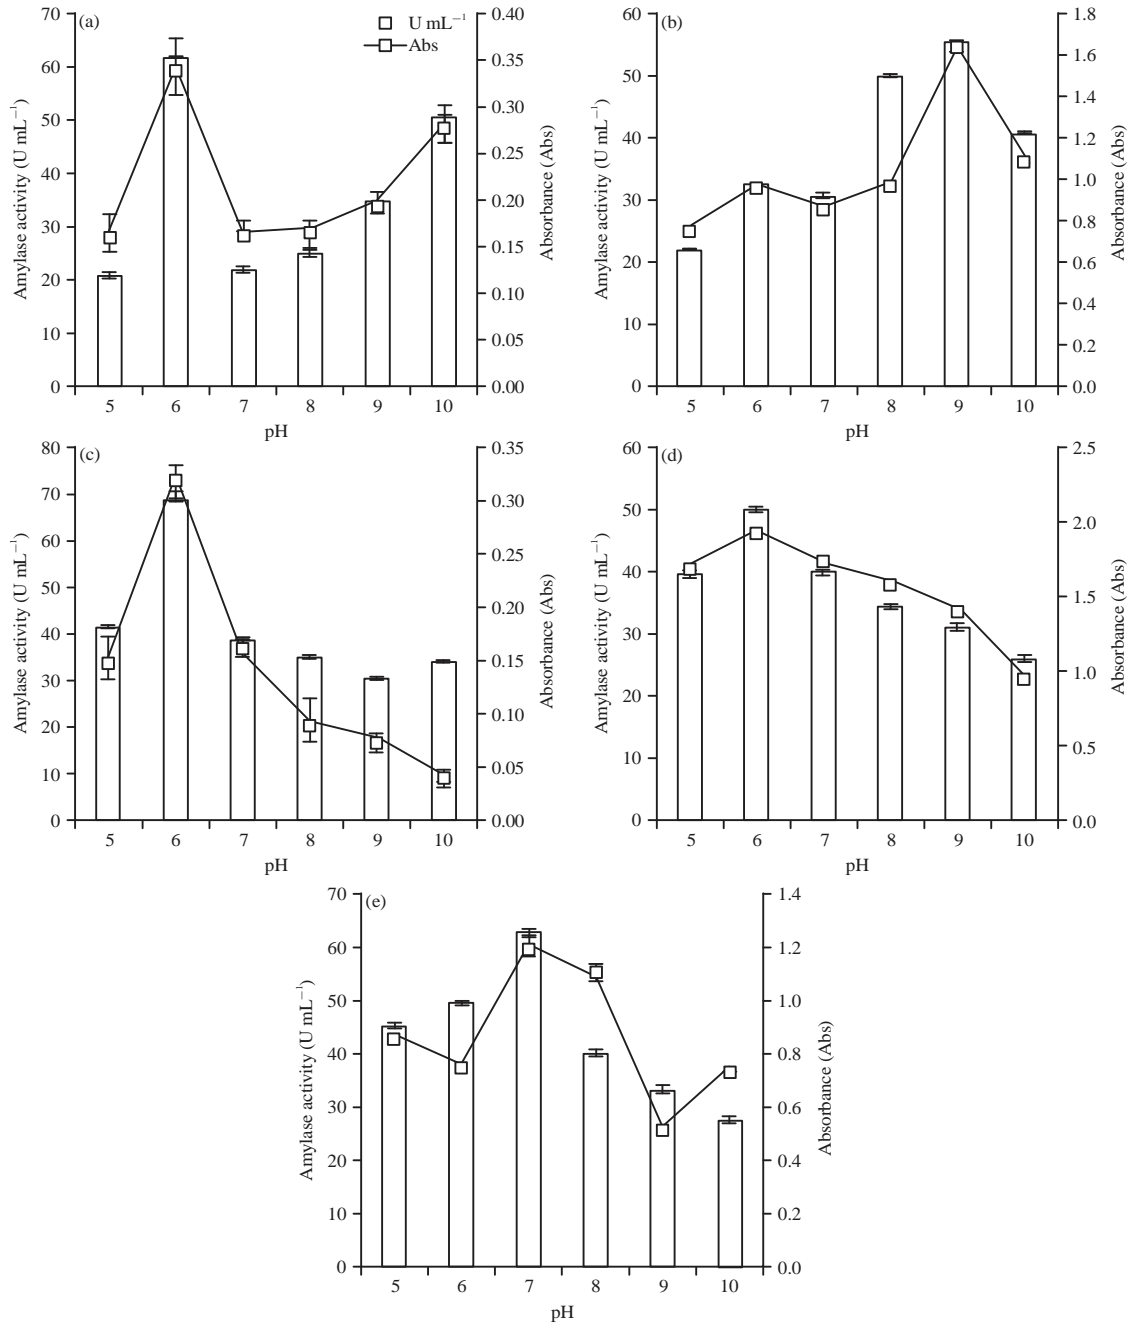 (a)
U mL⁻¹
Abs
Amylase activity (U mL⁻¹)
70
60
50
40
30
20
10
0
0.40
0.35
0.30
0.25
0.20
0.15
0.10
0.05
0.00
Absorbance (Abs)
5 6 7 8 9 10
pH
(b)
Amylase activity (U mL⁻¹)
60
50
40
30
20
10
0
1.8
1.6
1.4
1.2
1.0
0.8
0.6
0.4
0.2
0.0
Absorbance (Abs)
5 6 7 8 9 10
pH
(c)
Amylase activity (U mL⁻¹)
80
70
60
50
40
30
20
10
0
0.35
0.30
0.25
0.20
0.15
0.10
0.05
0.00
Absorbance (Abs)
5 6 7 8 9 10
pH
(d)
Amylase activity (U mL⁻¹)
60
50
40
30
20
10
0
2.5
2.0
1.5
1.0
0.5
0.0
Absorbance (Abs)
5 6 7 8 9 10
pH
(e)
Amylase activity (U mL⁻¹)
70
60
50
40
30
20
10
0
1.4
1.2
1.0
0.8
0.6
0.4
0.2
0.0
Absorbance (Abs)
5 6 7 8 9 10
pH